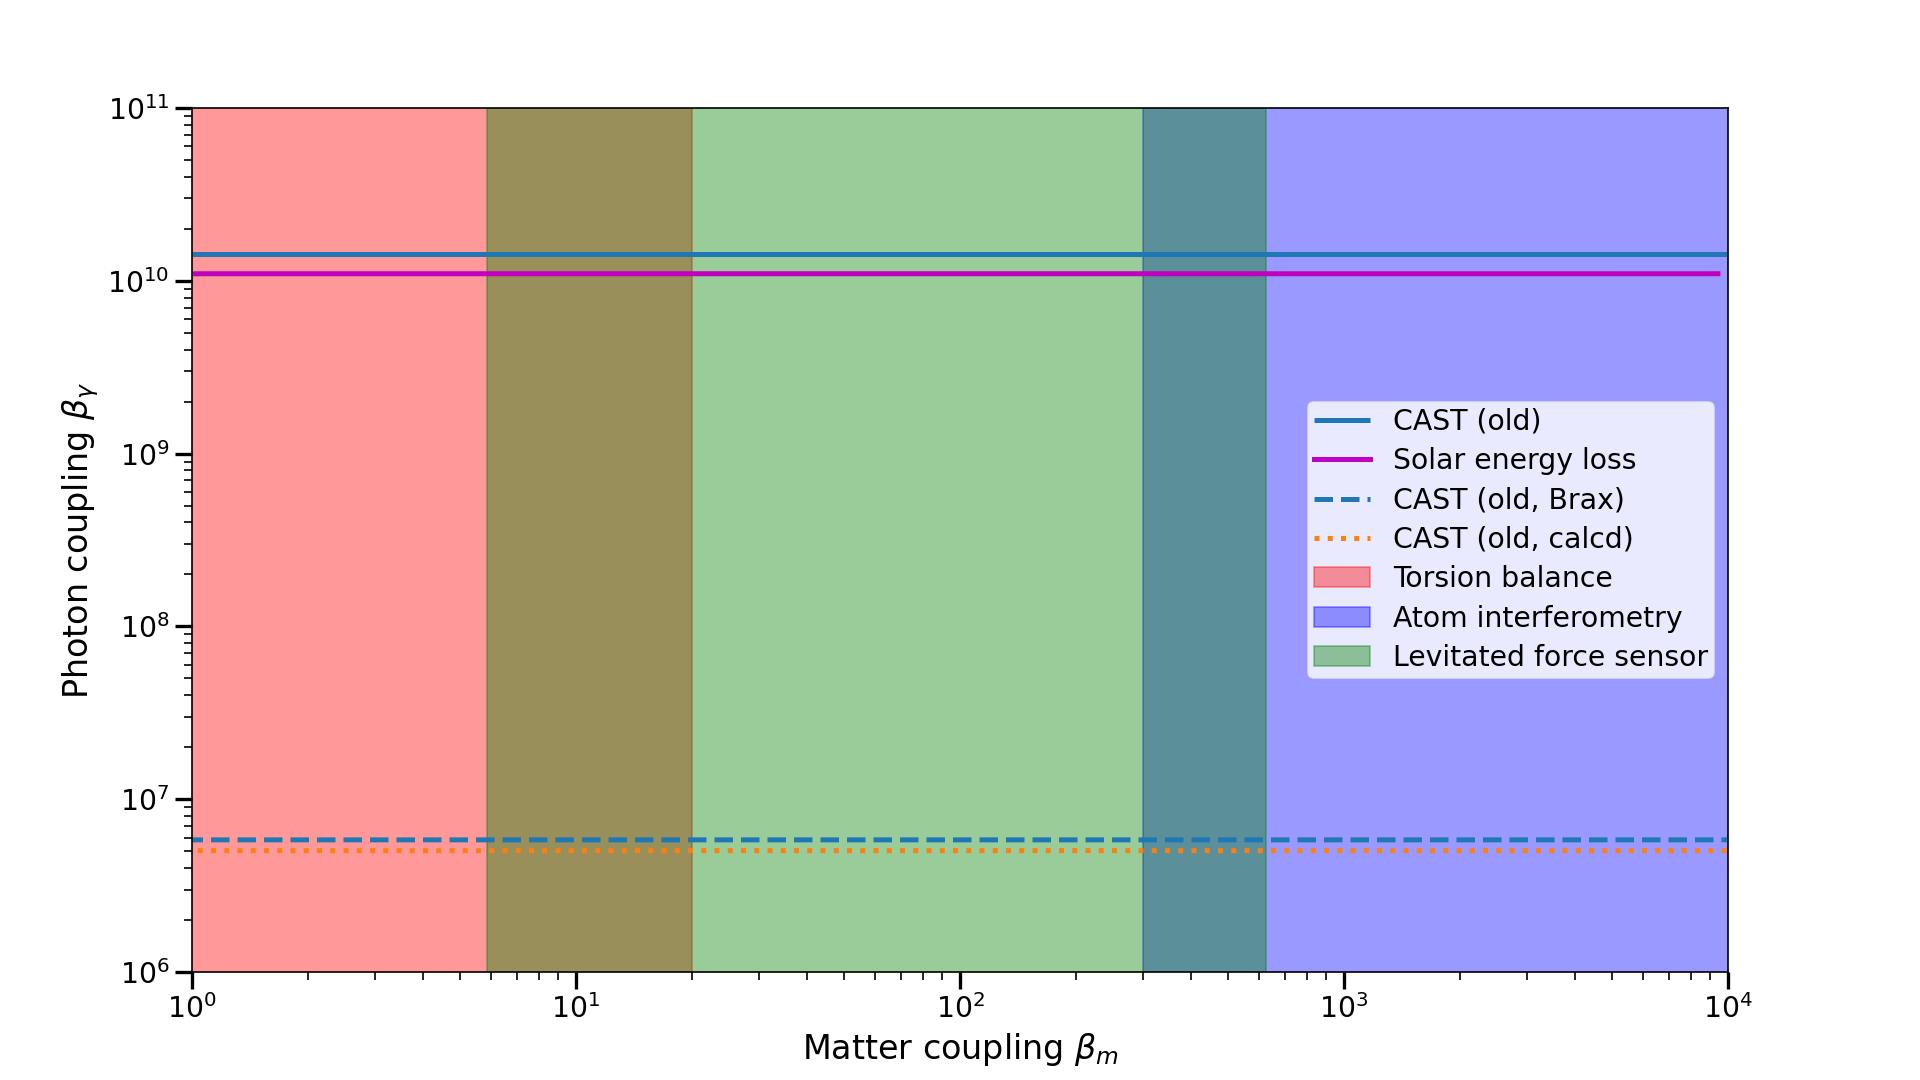 10¹¹
10¹⁰
10⁹
10⁸
10⁷
10⁶
Photon coupling βᵧ
CAST (old)
Solar energy loss
CAST (old, Brax)
CAST (old, calcd)
Torsion balance
Atom interferometry
Levitated force sensor
10⁰ 10¹ 10² 10³ 10⁴
Matter coupling βₘ